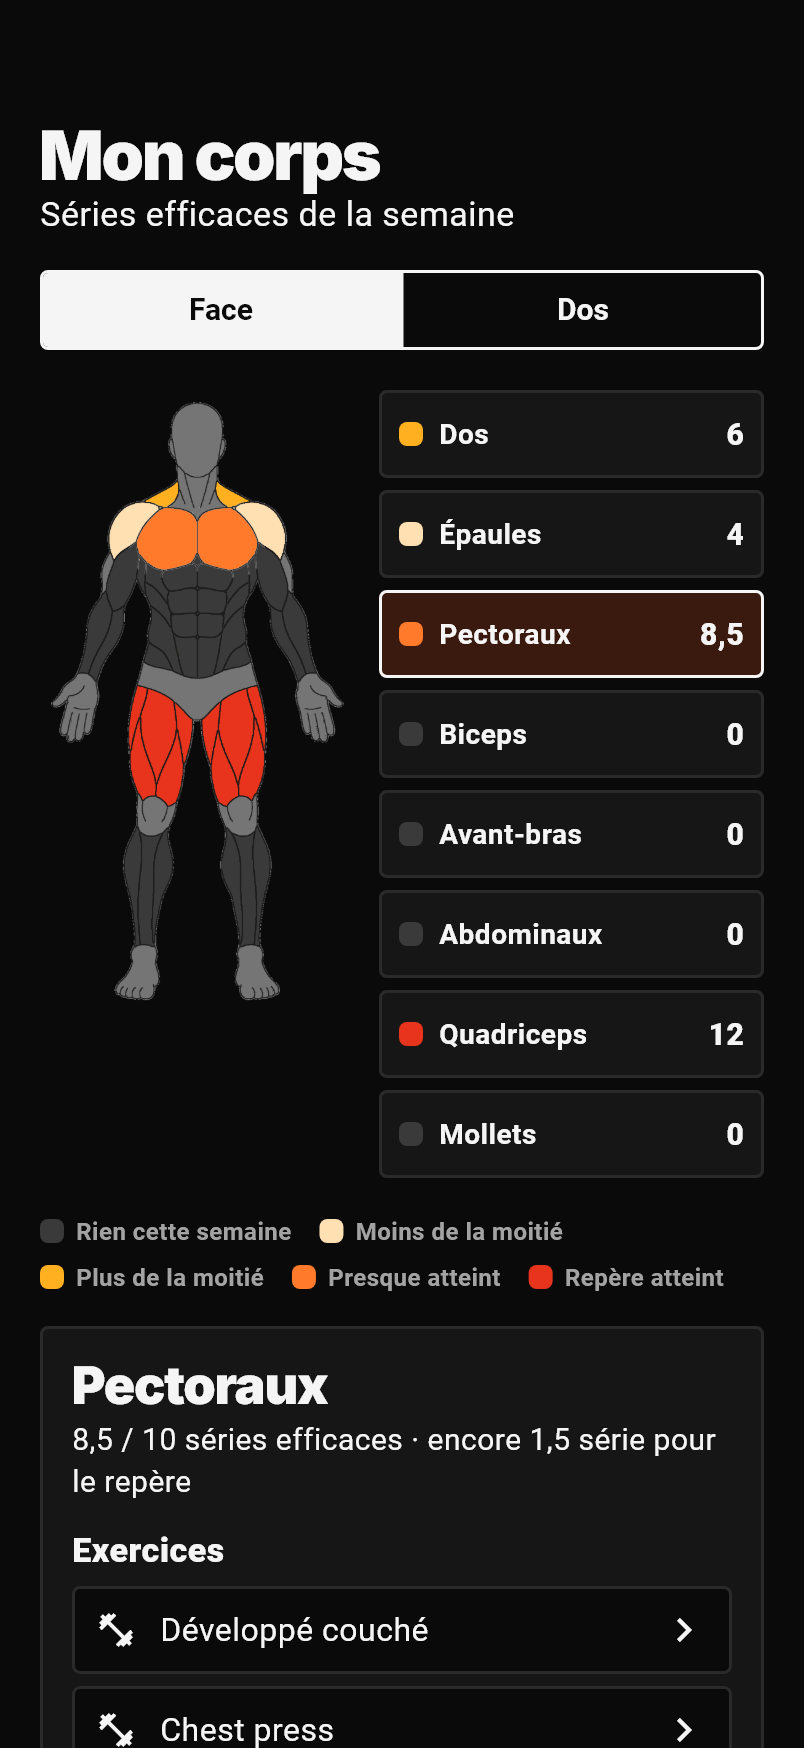 Mon corps
Séries efficaces de la semaine
Face
Dos
Dos
6
Épaules
4
Pectoraux
8,5
Biceps
0
Avant-bras
0
Abdominaux
0
Quadriceps
12
Mollets
0
Rien cette semaine
Moins de la moitié
Plus de la moitié
Presque atteint
Repère atteint
Pectoraux
8,5 / 10 séries efficaces · encore 1,5 série pour
le repère
Exercices
Développé couché
Chest press